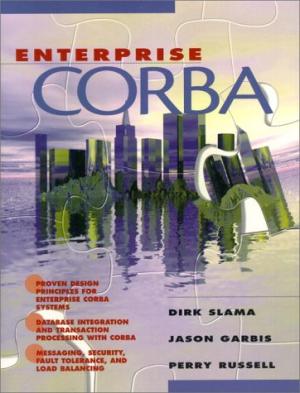 ENTERPRISE
CORBA
PROVEN DESIGN
PRINCIPLES FOR
ENTERPRISE CORBA
SYSTEMS
DATABASE INTEGRATION
AND TRANSACTION
PROCESSING WITH CORBA
MESSAGING, SECURITY,
FAULT TOLERANCE, AND
LOAD BALANCING
DIRK SLAMA
JASON GARBIS
PERRY RUSSELL